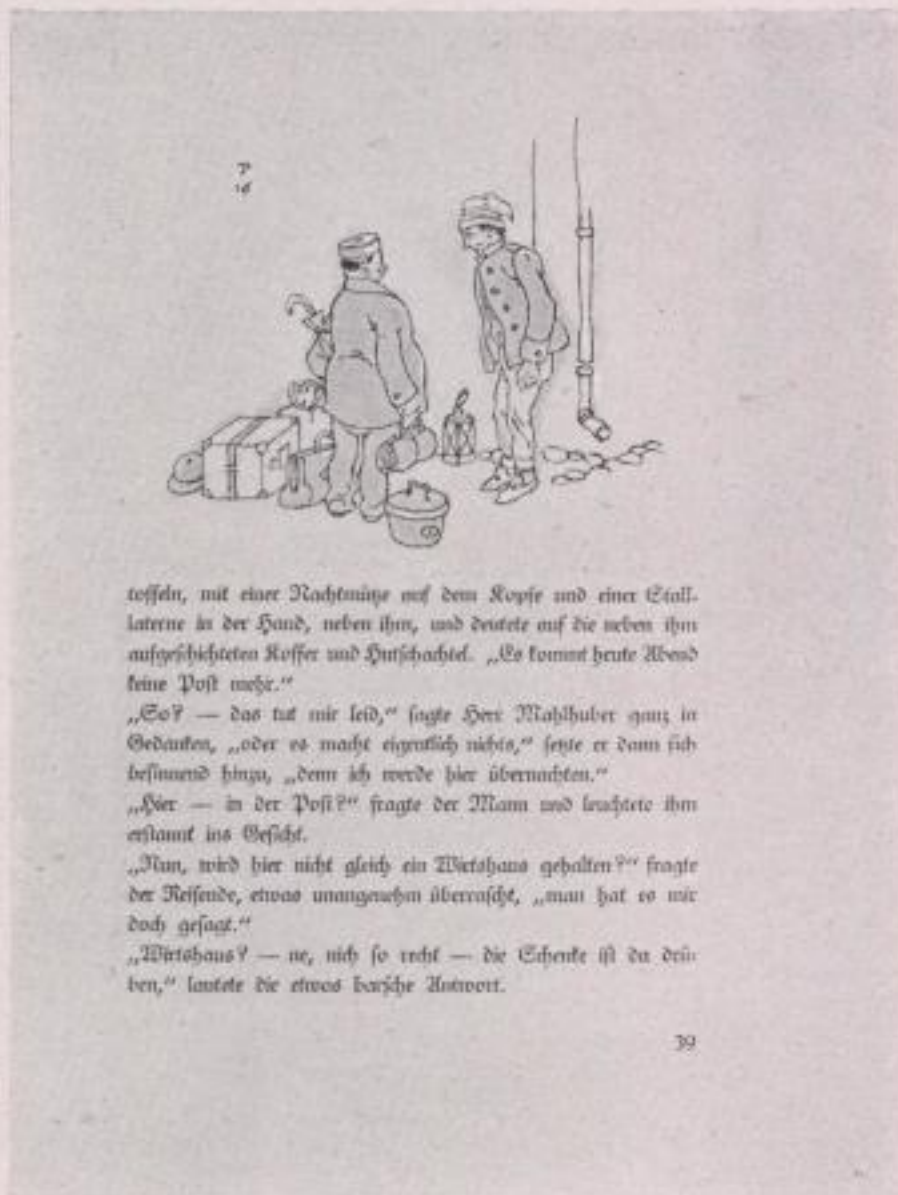 P
16
toffeln, mit einer Nachtmütze auf dem Kopfe und einer Stall-
laterne in der Hand, neben ihm, und deutete auf die neben ihm
aufgeschichteten Koffer und Hutschachtel. „Es kommt heute Abend
keine Post mehr.“
„So? — das tut mir leid,“ sagte Herr Mahlhuber ganz in
Gedanken, „oder es macht eigentlich nichts,“ setzte er dann sich
besinnend hinzu, „denn ich werde hier übernachten.“
„Hier — in der Post?“ fragte der Mann und leuchtete ihm
erstaunt ins Gesicht.
„Nun, wird hier nicht gleich ein Wirtshaus gehalten?“ fragte
der Reisende, etwas unangenehm überrascht, „man hat es mir
doch gesagt.“
„Wirtshaus? — ne, nich so recht — die Schenke ist da drü-
ben,“ lautete die etwas barsche Antwort.
39